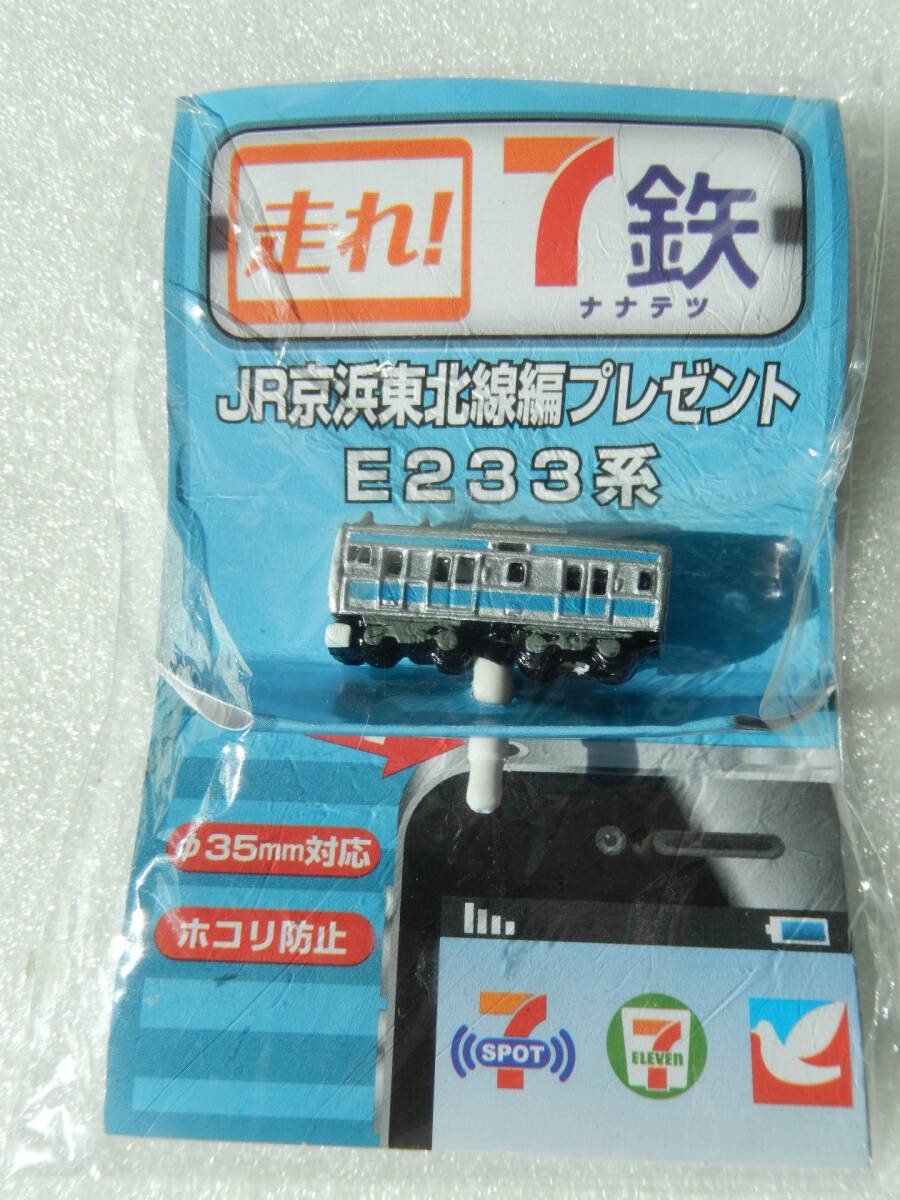 走れ!
7鉄
ナナテツ
JR京浜東北線編プレゼント
E233系
φ35mm対応
ホコリ防止
7
SPOT
7
ELEVEN